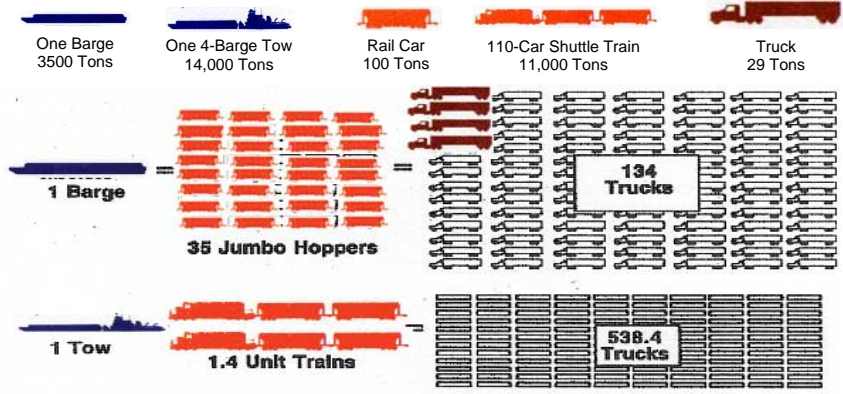 One Barge
3500 Tons
One 4-Barge Tow
14,000 Tons
Rail Car
100 Tons
110-Car Shuttle Train
11,000 Tons
Truck
29 Tons
1 Barge
=
35 Jumbo Hoppers
=
134
Trucks
1 Tow
1.4 Unit Trains
=
538.4
Trucks